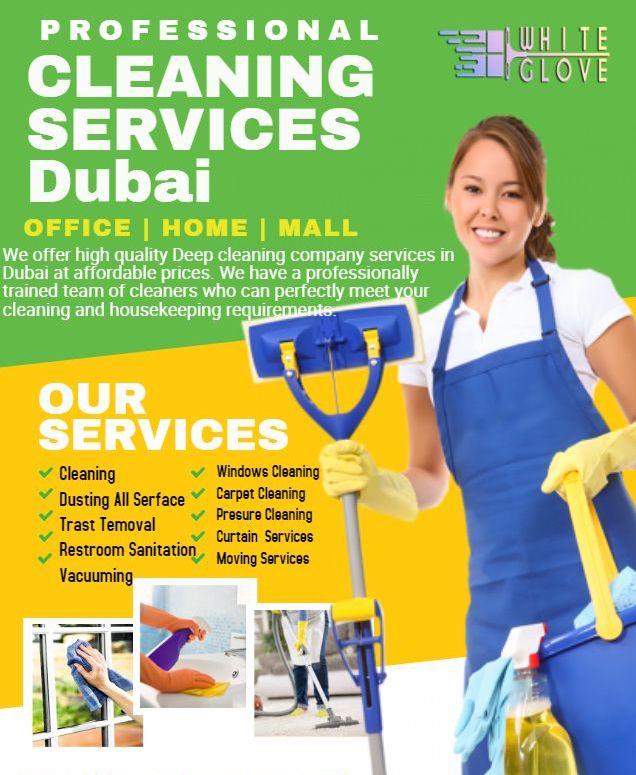 PROFESSIONAL
CLEANING
SERVICES
Dubai
WHITE
GLOVE
OFFICE | HOME | MALL
We offer high quality Deep cleaning company services in
Dubai at affordable prices. We have a professionally
trained team of cleaners who can perfectly meet your
cleaning and housekeeping requirements.
OUR
SERVICES
Cleaning
Dusting All Serface
Trast Temoval
Restroom Sanitation
Vacuuming
Windows Cleaning
Carpet Cleaning
Presure Cleaning
Curtain Services
Moving Services